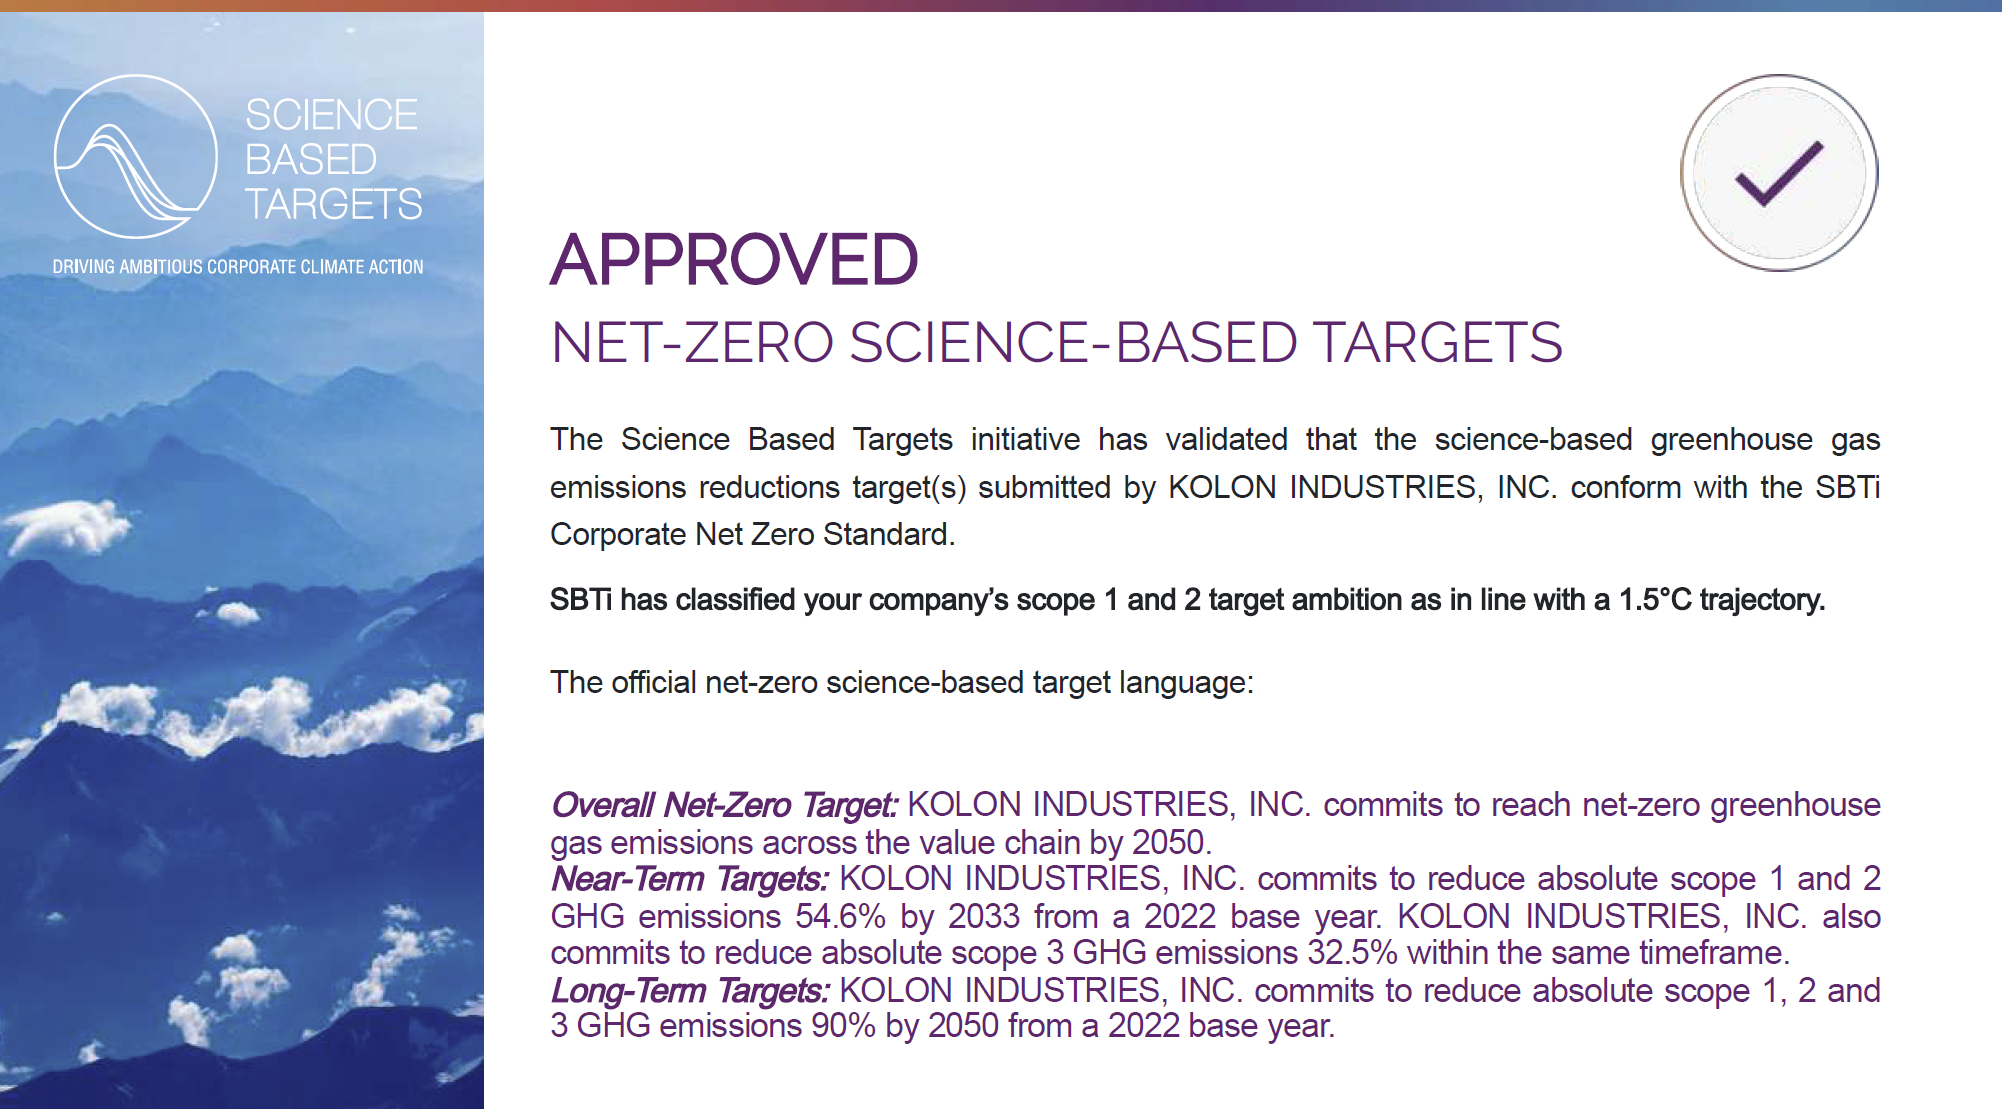 SCIENCE
BASED
TARGETS
DRIVING AMBITIOUS CORPORATE CLIMATE ACTION
APPROVED
NET-ZERO SCIENCE-BASED TARGETS
The Science Based Targets initiative has validated that the science-based greenhouse gas
emissions reductions target(s) submitted by KOLON INDUSTRIES, INC. conform with the SBTi
Corporate Net Zero Standard.
SBTi has classified your company’s scope 1 and 2 target ambition as in line with a 1.5°C trajectory.
The official net-zero science-based target language:
Overall Net-Zero Target: KOLON INDUSTRIES, INC. commits to reach net-zero greenhouse
gas emissions across the value chain by 2050.
Near-Term Targets: KOLON INDUSTRIES, INC. commits to reduce absolute scope 1 and 2
GHG emissions 54.6% by 2033 from a 2022 base year. KOLON INDUSTRIES, INC. also
commits to reduce absolute scope 3 GHG emissions 32.5% within the same timeframe.
Long-Term Targets: KOLON INDUSTRIES, INC. commits to reduce absolute scope 1, 2 and
3 GHG emissions 90% by 2050 from a 2022 base year.